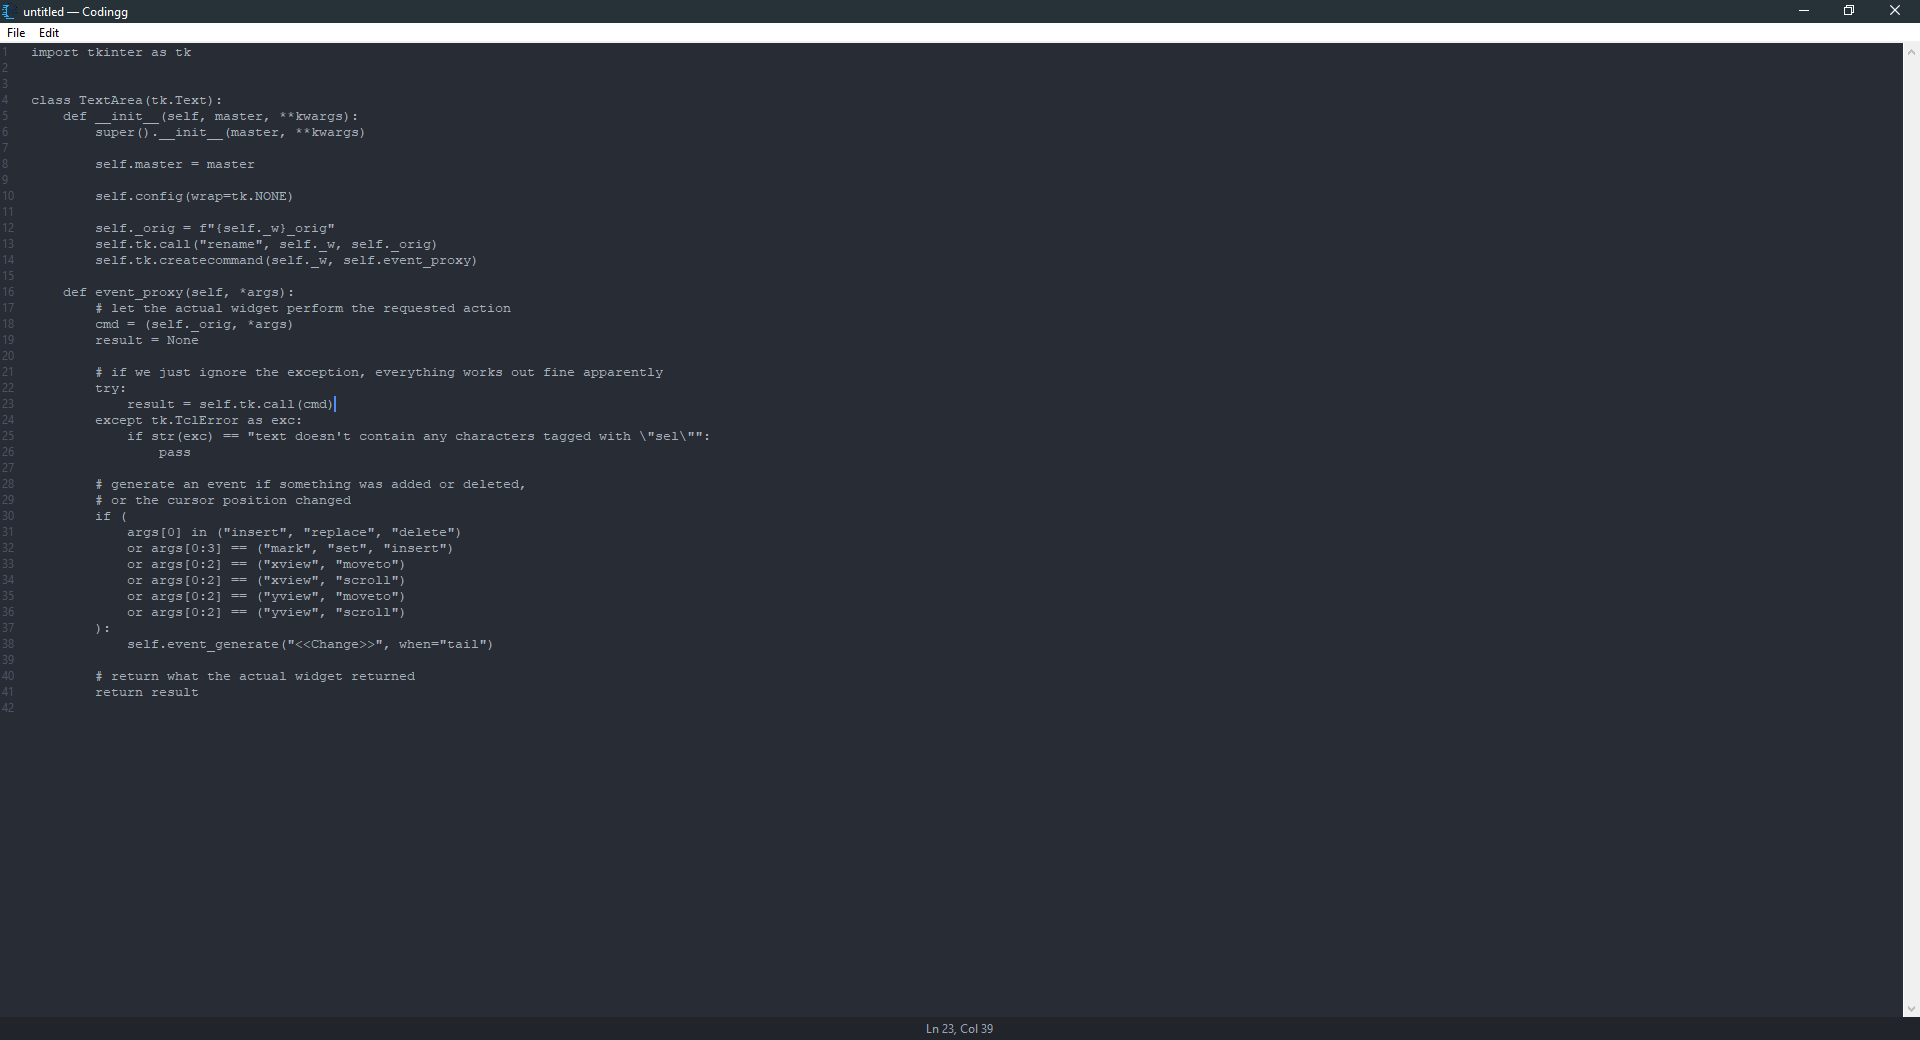 untitled — Codingg
File Edit
1 import tkinter as tk
2
3
4 class TextArea(tk.Text):
5     def __init__(self, master, **kwargs):
6         super().__init__(master, **kwargs)
7
8         self.master = master
9
10         self.config(wrap=tk.NONE)
11
12         self._orig = f"{self._w}_orig"
13         self.tk.call("rename", self._w, self._orig)
14         self.tk.createcommand(self._w, self.event_proxy)
15
16     def event_proxy(self, *args):
17         # let the actual widget perform the requested action
18         cmd = (self._orig, *args)
19         result = None
20
21         # if we just ignore the exception, everything works out fine apparently
22         try:
23             result = self.tk.call(cmd)
24         except tk.TclError as exc:
25             if str(exc) == "text doesn't contain any characters tagged with \"sel\"":
26                 pass
27
28         # generate an event if something was added or deleted,
29         # or the cursor position changed
30         if (
31             args[0] in ("insert", "replace", "delete")
32             or args[0:3] == ("mark", "set", "insert")
33             or args[0:2] == ("xview", "moveto")
34             or args[0:2] == ("xview", "scroll")
35             or args[0:2] == ("yview", "moveto")
36             or args[0:2] == ("yview", "scroll")
37         ):
38             self.event_generate("<<Change>>", when="tail")
39
40         # return what the actual widget returned
41         return result
42
Ln 23, Col 39